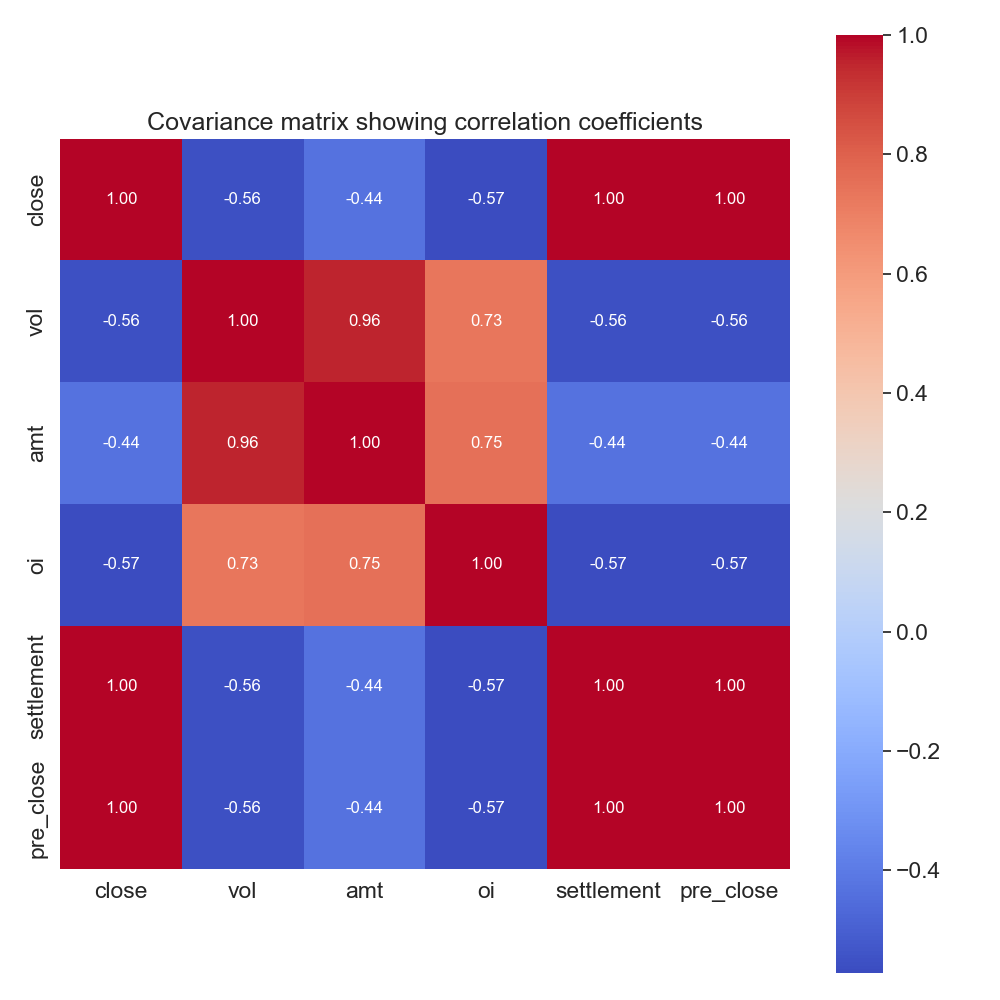 Covariance matrix showing correlation coefficients
close 1.00 -0.56 -0.44 -0.57 1.00 1.00
vol -0.56 1.00 0.96 0.73 -0.56 -0.56
amt -0.44 0.96 1.00 0.75 -0.44 -0.44
oi -0.57 0.73 0.75 1.00 -0.57 -0.57
settlement 1.00 -0.56 -0.44 -0.57 1.00 1.00
pre_close 1.00 -0.56 -0.44 -0.57 1.00 1.00
close vol amt oi settlement pre_close
1.0
0.8
0.6
0.4
0.2
0.0
−0.2
−0.4